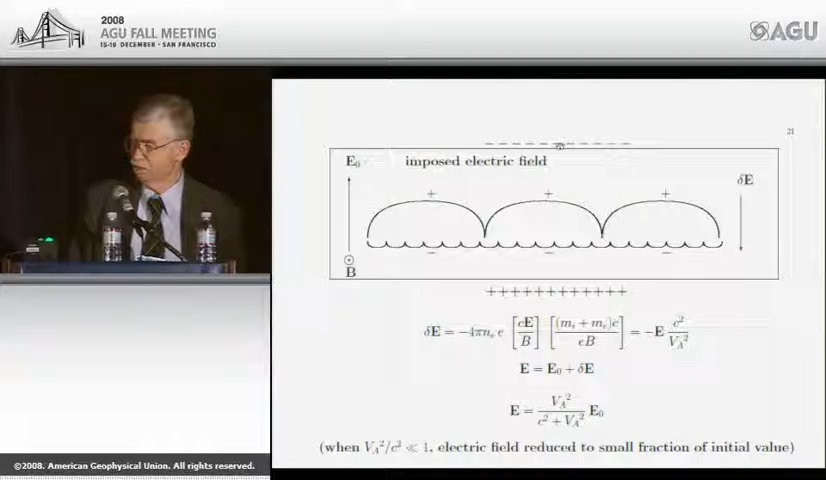 2008
AGU FALL MEETING
15-19 DECEMBER · SAN FRANCISCO
AGU
21
− − − − − − − − − − − −
E₀ imposed electric field
δE
+ + +
− − −
⊙
B
++++++++++++
δE = −4πnₑ e [cE/B] [(mᵢ + mₑ)c/eB] = −E c²/V_A²
E = E₀ + δE
E = V_A²/(c² + V_A²) E₀
(when V_A²/c² ≪ 1, electric field reduced to small fraction of initial value)
©2008. American Geophysical Union. All rights reserved.